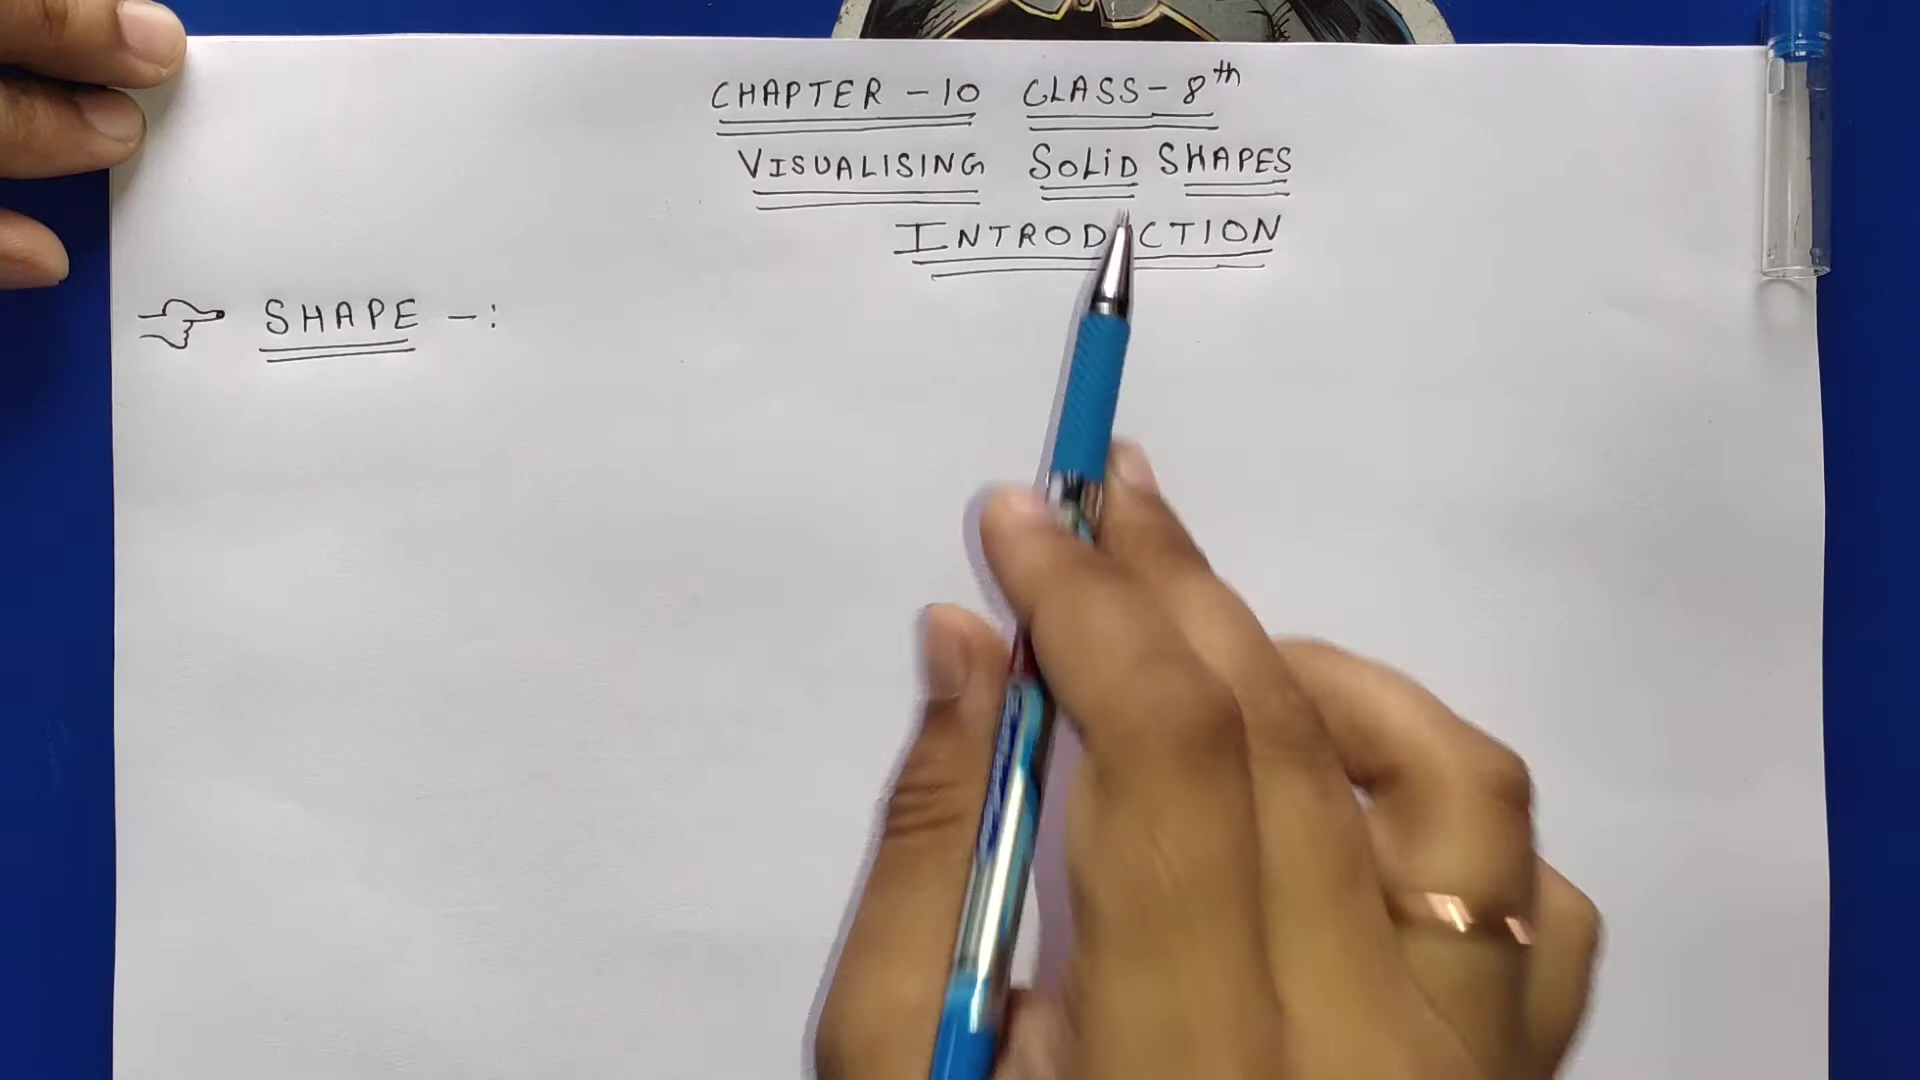 CHAPTER - 10 CLASS - 8th
VISUALISING SOLiD SHAPES
INTRODUCTION
SHAPE - :